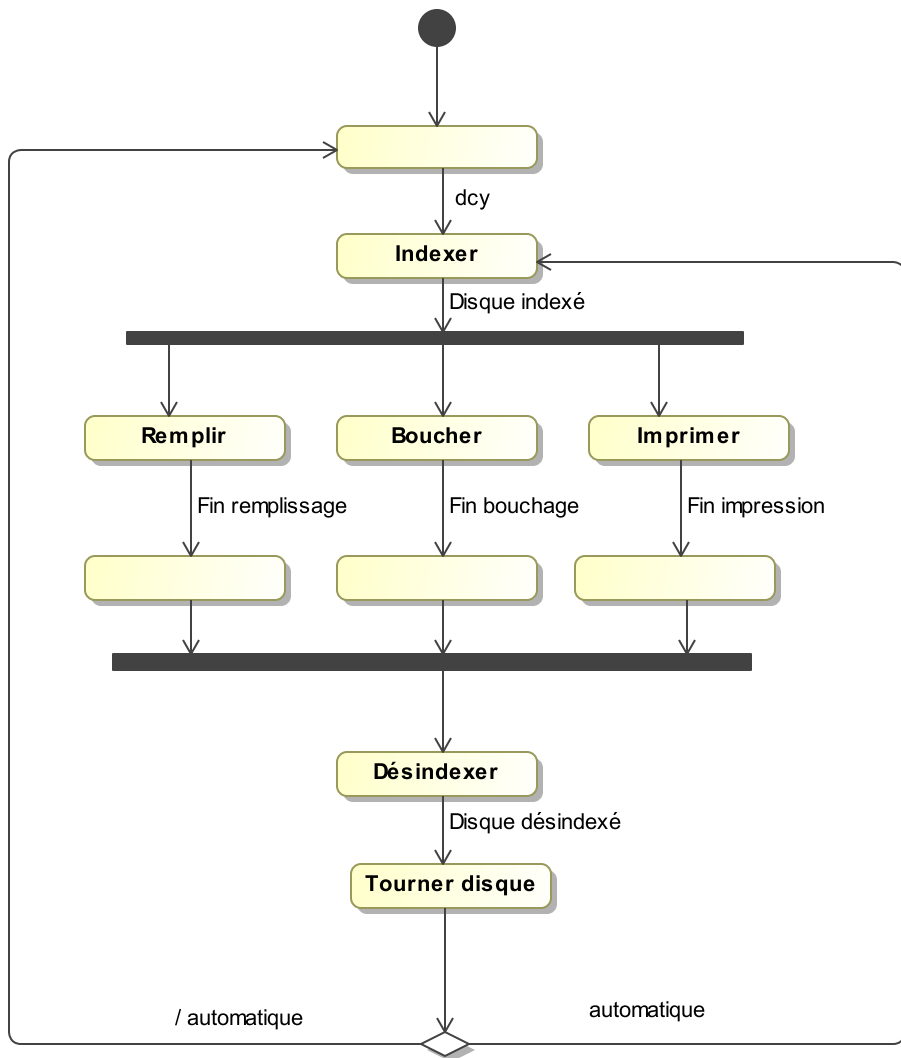 dcy
Indexer
Disque indexé
Remplir
Boucher
Imprimer
Fin remplissage
Fin bouchage
Fin impression
Désindexer
Disque désindexé
Tourner disque
/ automatique
automatique